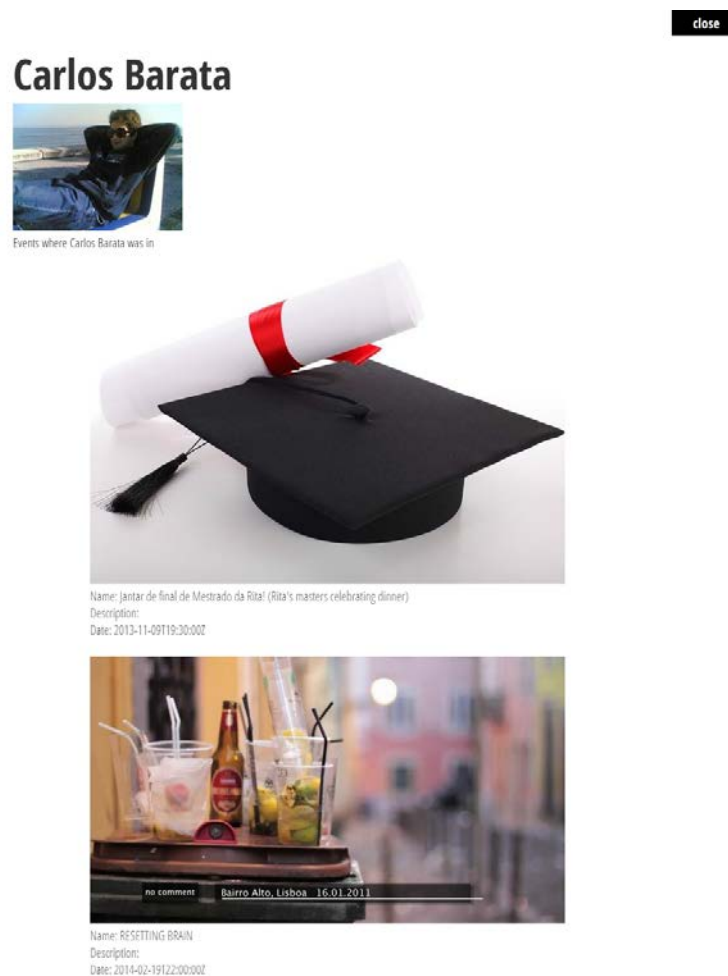 close
Carlos Barata
Events where Carlos Barata was in
Name: Jantar de final de Mestrado da Rita! (Rita's masters celebrating dinner)
Description:
Date: 2013-11-09T19:30:00Z
no comment Bairro Alto, Lisboa 16.01.2011
Name: RESETTING BRAIN
Description:
Date: 2014-02-19T22:00:00Z